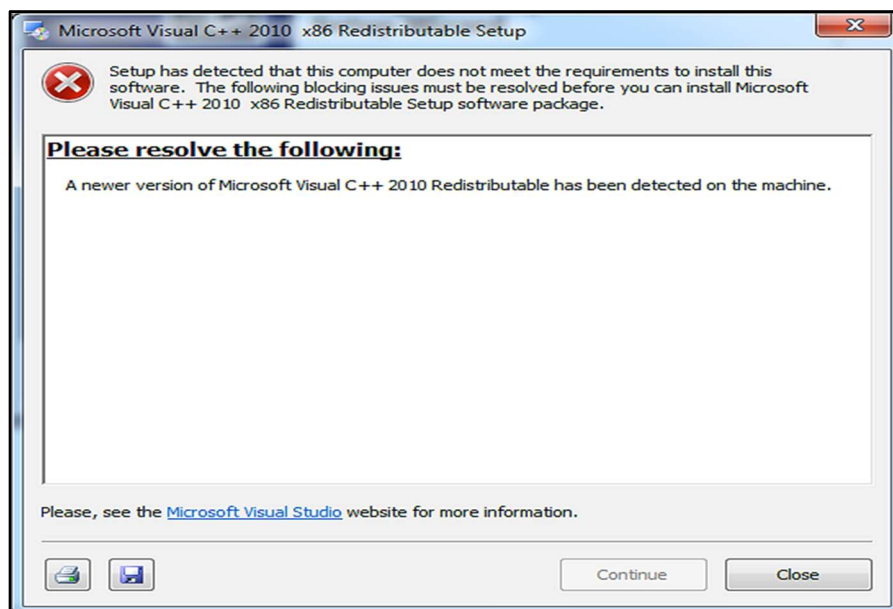 Microsoft Visual C++ 2010  x86 Redistributable Setup
Setup has detected that this computer does not meet the requirements to install this
software.  The following blocking issues must be resolved before you can install Microsoft
Visual C++ 2010  x86 Redistributable Setup software package.
Please resolve the following:
A newer version of Microsoft Visual C++ 2010 Redistributable has been detected on the machine.
Please, see the Microsoft Visual Studio website for more information.
Continue
Close